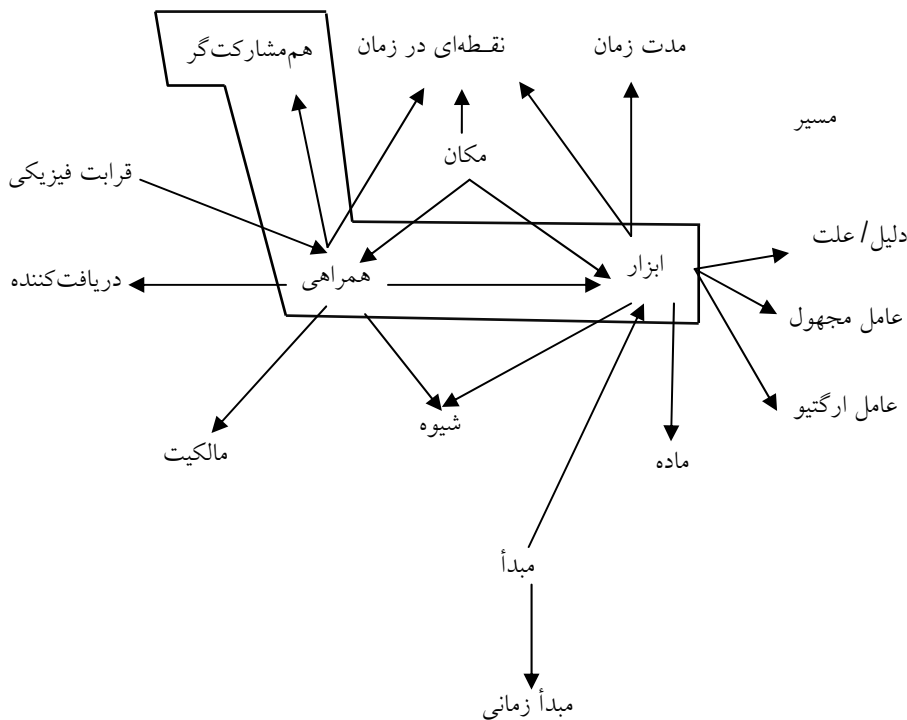 هم‌مشارکت‌گر
نقطه‌ای در زمان
مدت زمان
مسیر
مکان
قرابت فیزیکی
دلیل/ علت
ابزار
همراهی
دریافت‌کننده
عامل مجهول
عامل ارگتیو
شیوه
مالکیت
ماده
مبدأ
مبدأ زمانی